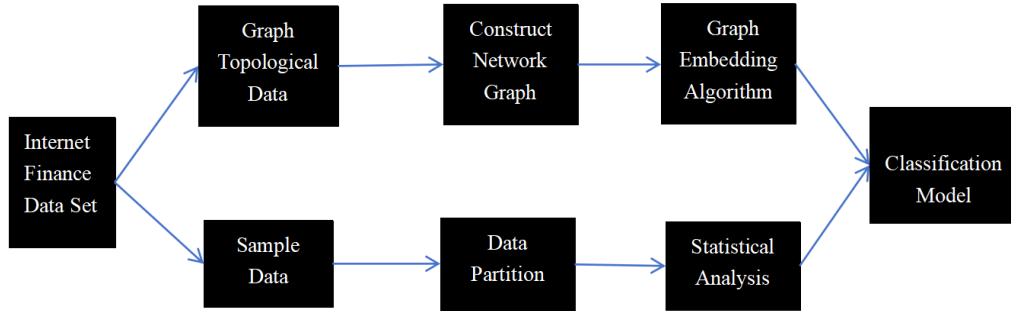 Internet
Finance
Data Set
Graph
Topological
Data
Construct
Network
Graph
Graph
Embedding
Algorithm
Sample
Data
Data
Partition
Statistical
Analysis
Classification
Model